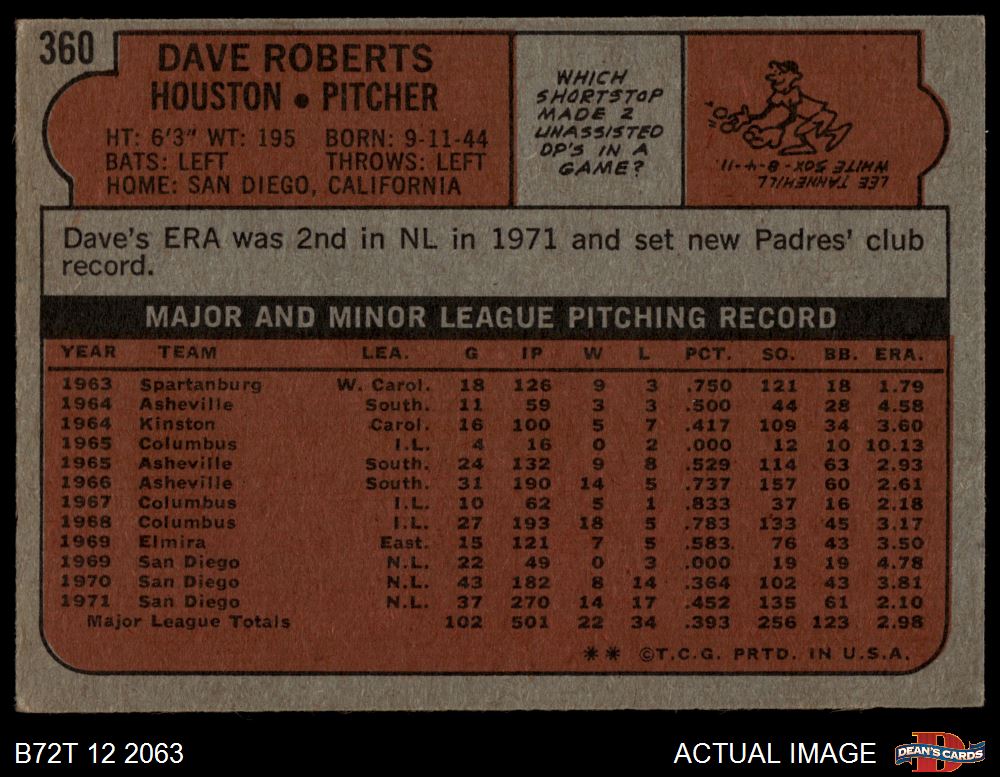 360
DAVE ROBERTS
HOUSTON • PITCHER
HT: 6'3" WT: 195 BORN: 9-11-44
BATS: LEFT THROWS: LEFT
HOME: SAN DIEGO, CALIFORNIA
WHICH
SHORTSTOP
MADE 2
UNASSISTED
DP'S IN A
GAME?
LEE TANNEHILL
WHITE SOX - 8-4-11.
Dave's ERA was 2nd in NL in 1971 and set new Padres' club
record.
MAJOR AND MINOR LEAGUE PITCHING RECORD
YEAR TEAM LEA. G IP W L PCT. SO. BB. ERA.
1963 Spartanburg W. Carol. 18 126 9 3 .750 121 18 1.79
1964 Asheville South. 11 59 3 3 .500 44 28 4.58
1964 Kinston Carol. 16 100 5 7 .417 109 34 3.60
1965 Columbus I.L. 4 16 0 2 .000 12 10 10.13
1965 Asheville South. 24 132 9 8 .529 114 63 2.93
1966 Asheville South. 31 190 14 5 .737 157 60 2.61
1967 Columbus I.L. 10 62 5 1 .833 37 16 2.18
1968 Columbus I.L. 27 193 18 5 .783 133 45 3.17
1969 Elmira East. 15 121 7 5 .583. 76 43 3.50
1969 San Diego N.L. 22 49 0 3 .000 19 19 4.78
1970 San Diego N.L. 43 182 8 14 .364 102 43 3.81
1971 San Diego N.L. 37 270 14 17 .452 135 61 2.10
Major League Totals 102 501 22 34 .393 256 123 2.98
** ©T.C.G. PRTD. IN U.S.A.
B72T 12 2063
ACTUAL IMAGE
D
DEAN'S CARDS